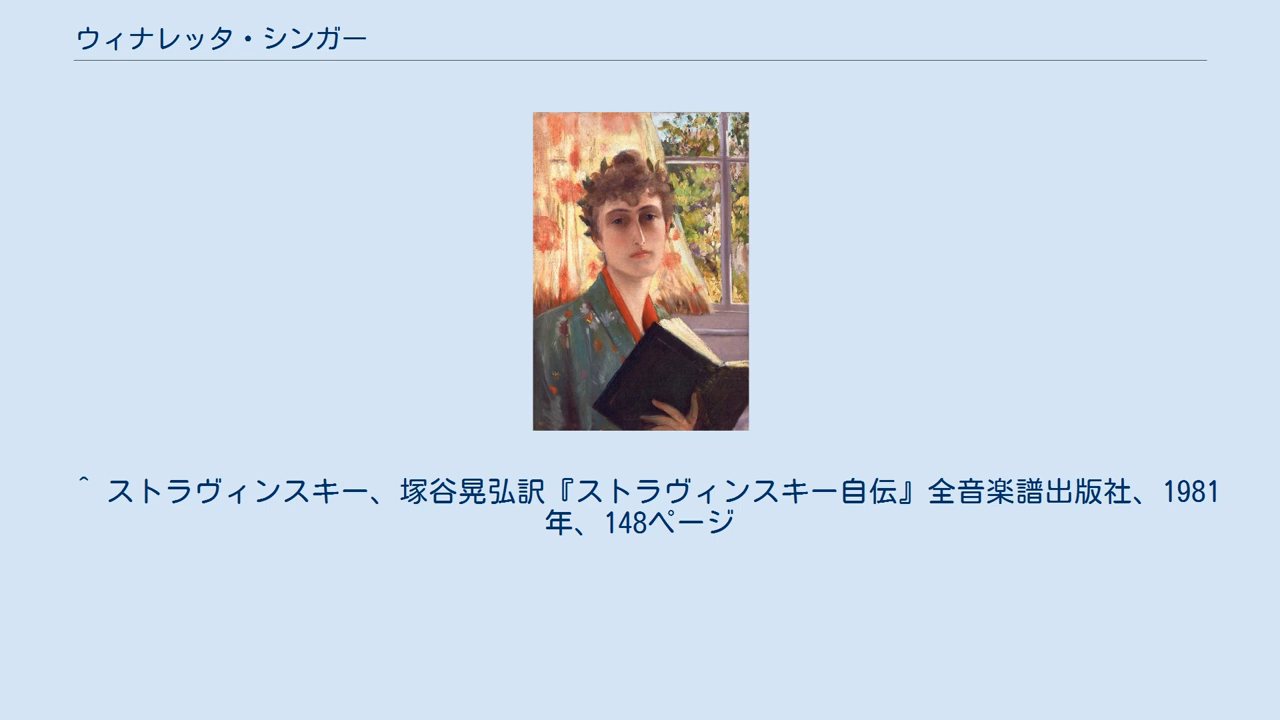 ウィナレッタ・シンガー
^ ストラヴィンスキー、塚谷晃弘訳『ストラヴィンスキー自伝』全音楽譜出版社、1981
年、148ページ